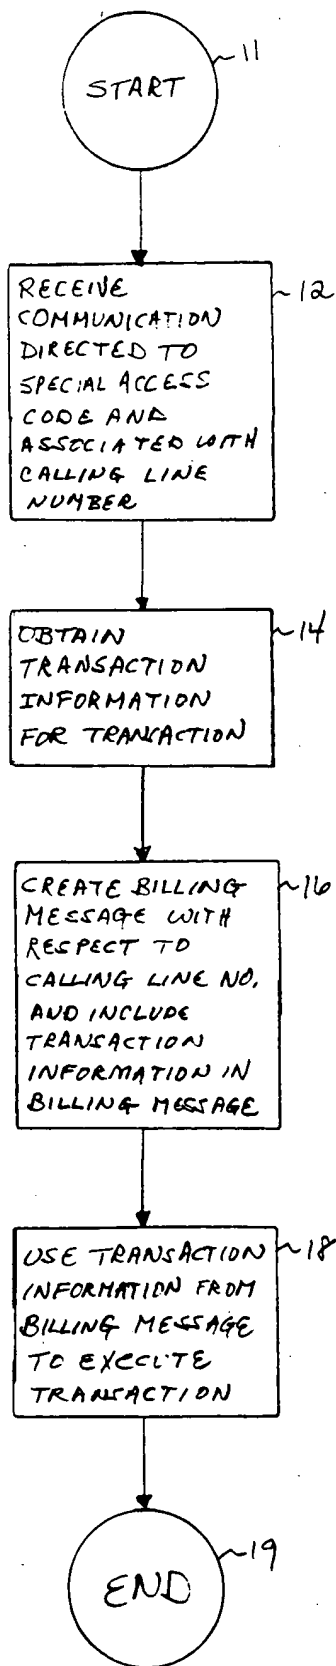 START
11
RECEIVE
COMMUNICATION
DIRECTED TO
SPECIAL ACCESS
CODE AND
ASSOCIATED WITH
CALLING LINE
NUMBER
12
OBTAIN
TRANSACTION
INFORMATION
FOR TRANSACTION
14
CREATE BILLING
MESSAGE WITH
RESPECT TO
CALLING LINE NO.
AND INCLUDE
TRANSACTION
INFORMATION IN
BILLING MESSAGE
16
USE TRANSACTION
INFORMATION FROM
BILLING MESSAGE
TO EXECUTE
TRANSACTION
18
END
19